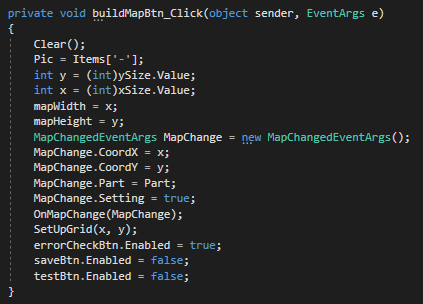 private void buildMapBtn_Click(object sender, EventArgs e)
{
    Clear();
    Pic = Items['-'];
    int y = (int)ySize.Value;
    int x = (int)xSize.Value;
    mapWidth = x;
    mapHeight = y;
    MapChangedEventArgs MapChange = new MapChangedEventArgs();
    MapChange.CoordX = x;
    MapChange.CoordY = y;
    MapChange.Part = Part;
    MapChange.Setting = true;
    OnMapChange(MapChange);
    SetUpGrid(x, y);
    errorCheckBtn.Enabled = true;
    saveBtn.Enabled = false;
    testBtn.Enabled = false;
}